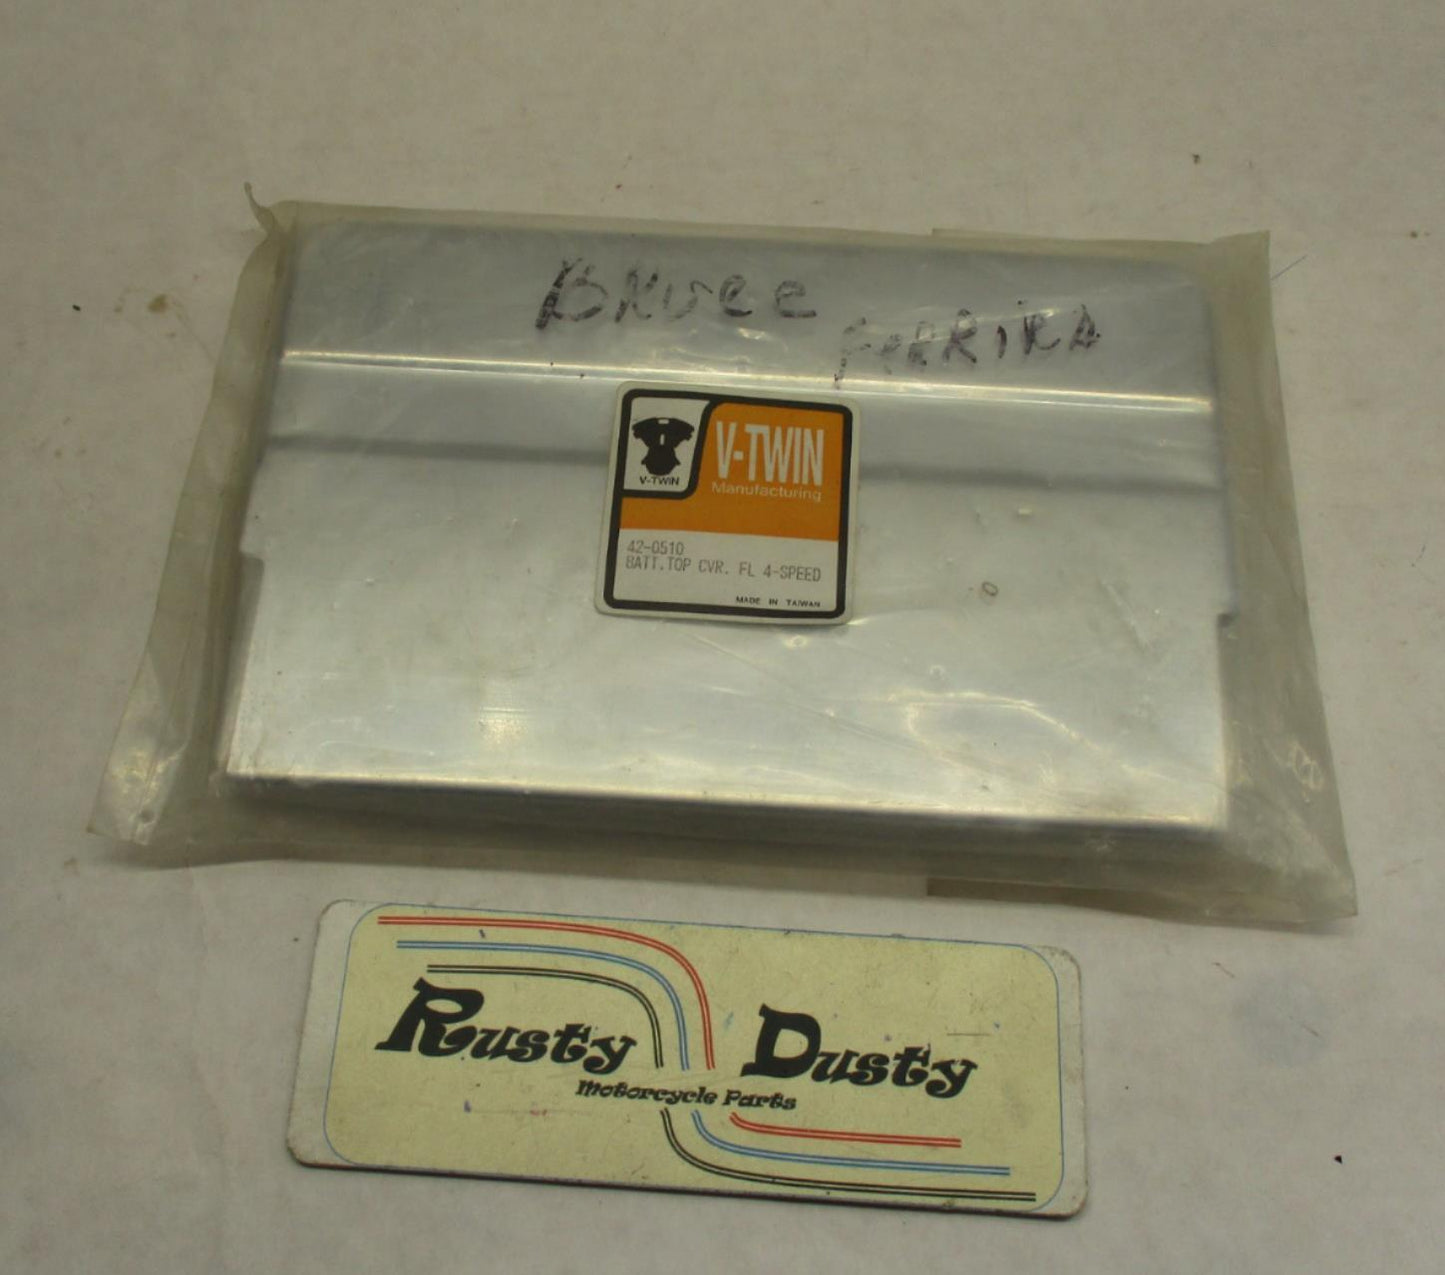 Bruce
FARRIRA
V-TWIN
V-TWIN
Manufacturing
42-0510
BATT.TOP CVR. FL 4-SPEED
MADE IN TAIWAN
Rusty Dusty
Motorcycle Parts